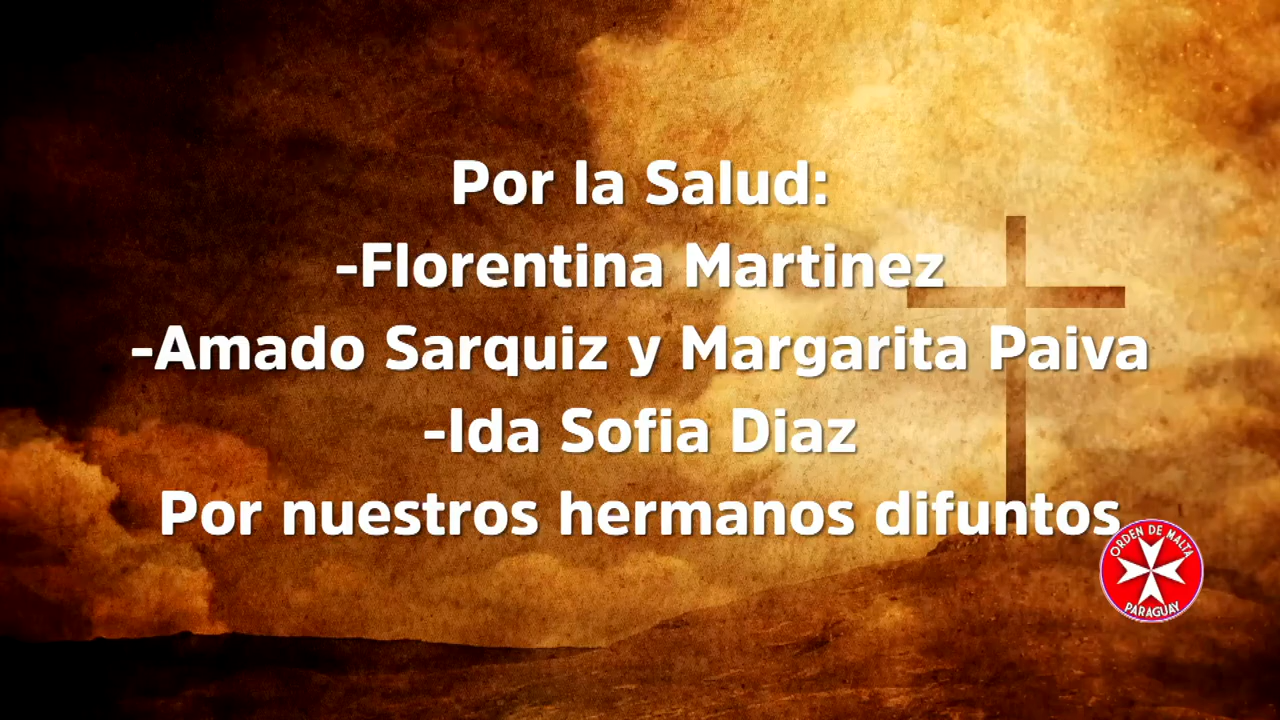 Por la Salud:
-Florentina Martinez
-Amado Sarquiz y Margarita Paiva
-Ida Sofia Diaz
Por nuestros hermanos difuntos
ORDEN DE MALTA
PARAGUAY